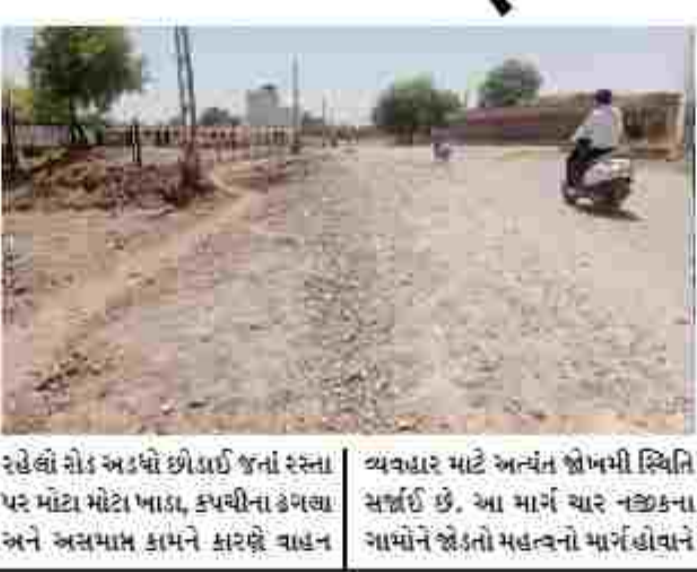 રહેલો રોડ અડધો છોડાઈ જતાં રસ્તા
પર મોટા મોટા ખાડા, કપચીના ઢગલા
અને અસમાપ્ત કામને કારણે વાહન
વ્યવહાર માટે અત્યંત જોખમી સ્થિતિ
સર્જાઈ છે. આ માર્ગ ચાર નજીકના
ગામોને જોડતો મહત્વનો માર્ગ હોવાને